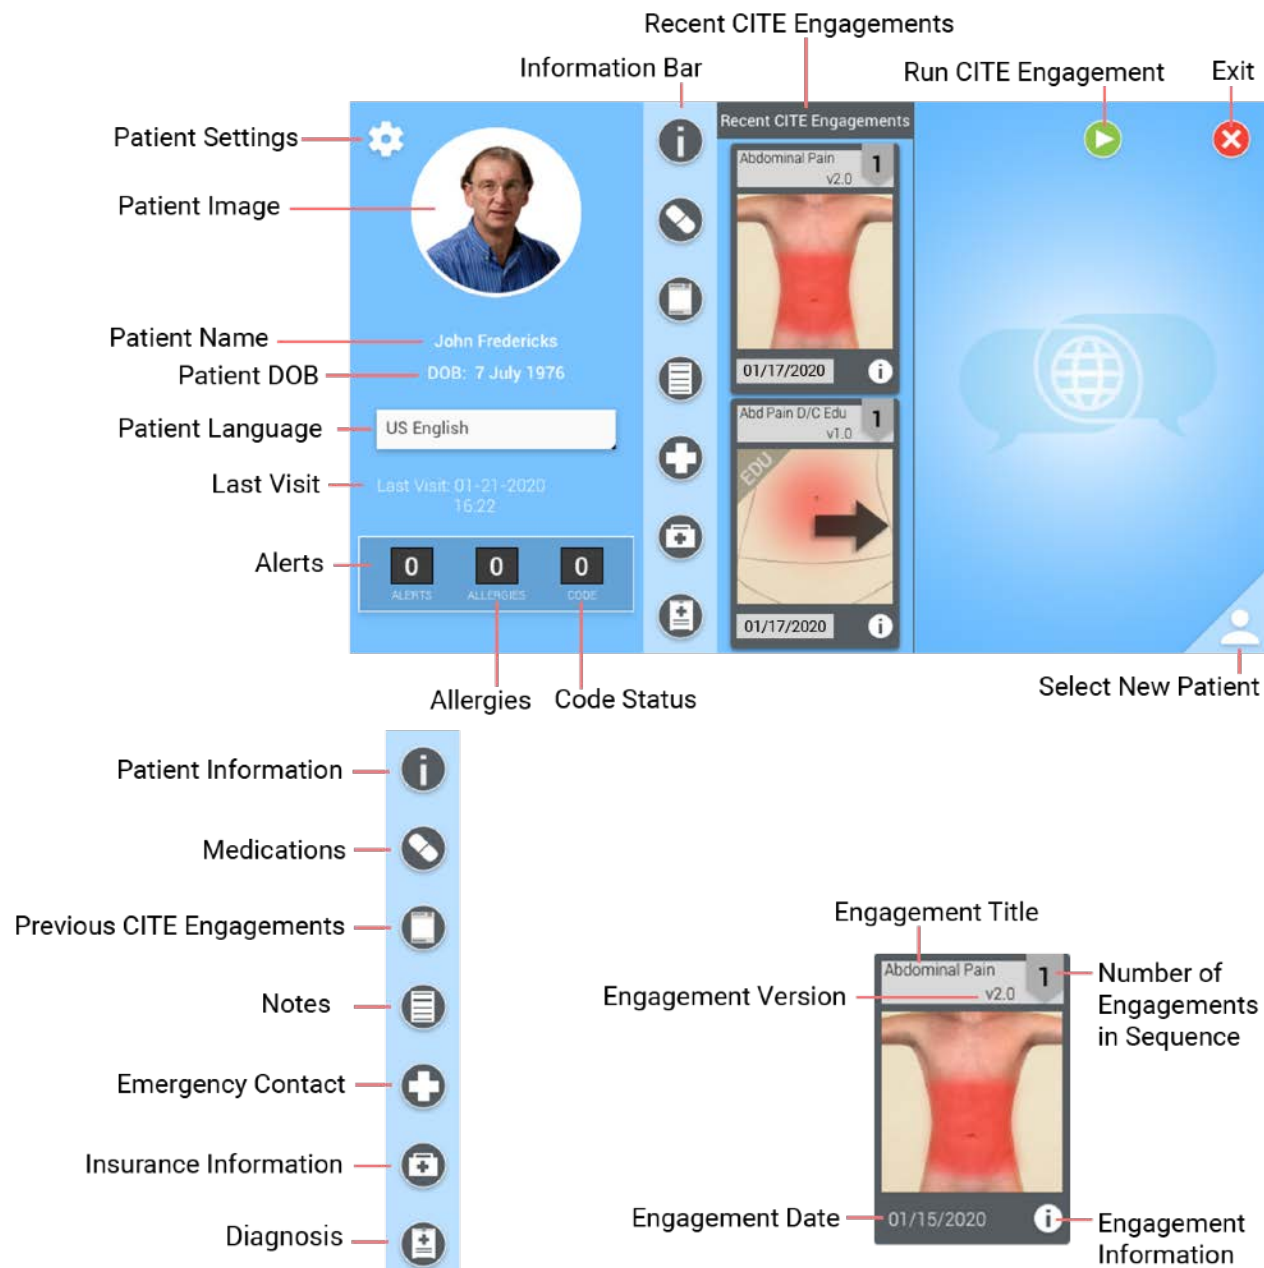 Recent CITE Engagements
Information Bar
Run CITE Engagement
Exit
Patient Settings
Patient Image
Patient Name
Patient DOB
Patient Language
Last Visit
Alerts
John Fredericks
DOB: 7 July 1976
US English
Last Visit: 01-21-2020
16:22
0 0 0
ALERTS ALLERGIES CODE
Recent CITE Engagements
Abdominal Pain
1
v2.0
01/17/2020
i
Abd Pain D/C Edu
1
v1.0
EDU
01/17/2020
i
Allergies
Code Status
Select New Patient
Patient Information
Medications
Previous CITE Engagements
Notes
Emergency Contact
Insurance Information
Diagnosis
Engagement Title
Engagement Version
Abdominal Pain
1
v2.0
Number of
Engagements
in Sequence
Engagement Date
01/15/2020
i
Engagement
Information